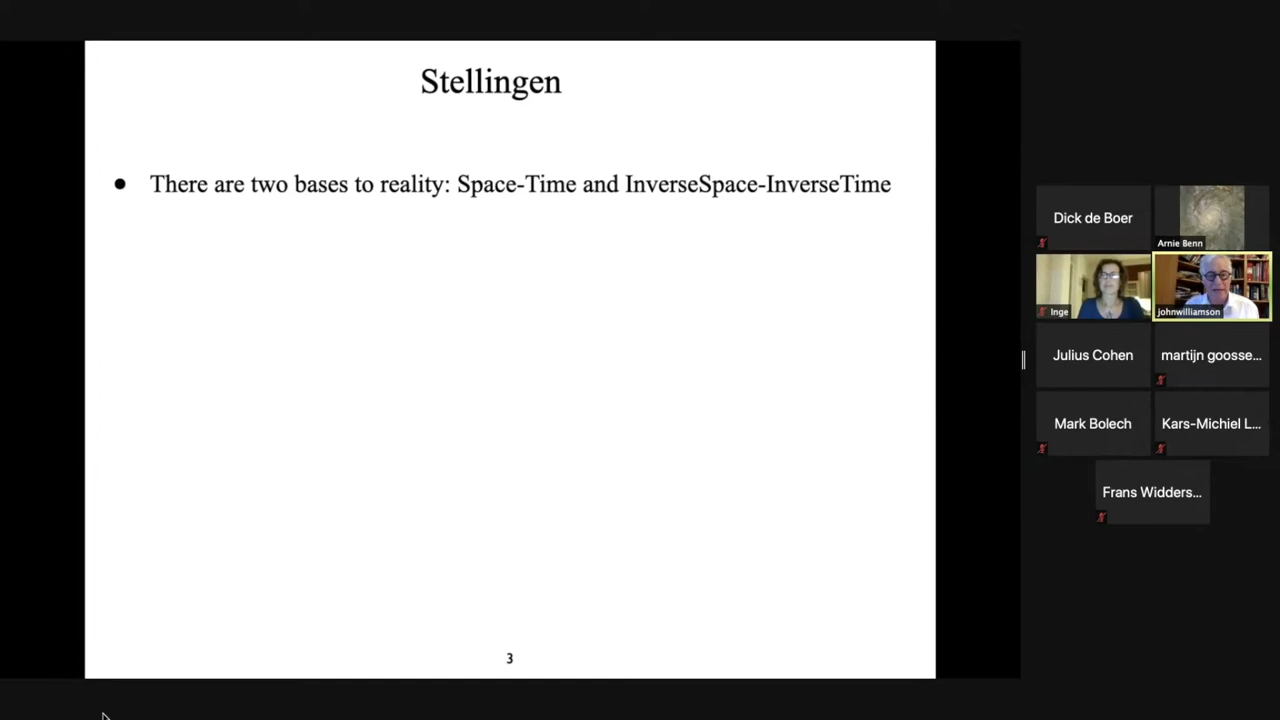 Stellingen
● There are two bases to reality: Space-Time and InverseSpace-InverseTime
3
Dick de Boer
Arnie Benn
Inge
johnwilliamson
Julius Cohen
martijn goosse...
Mark Bolech
Kars-Michiel L...
Frans Widders...